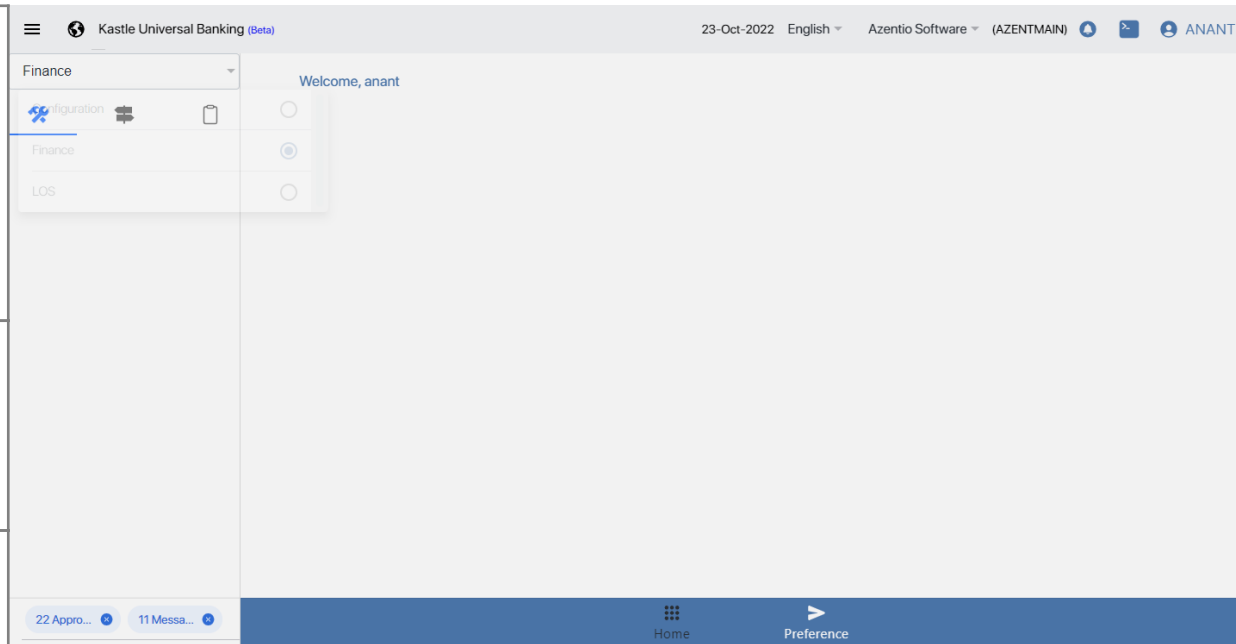 Kastle Universal Banking (Beta)
23-Oct-2022 English Azentio Software (AZENTMAIN) ANANT
Finance
Welcome, anant
Configuration
Finance
LOS
22 Appro... 11 Messa...
Home Preference